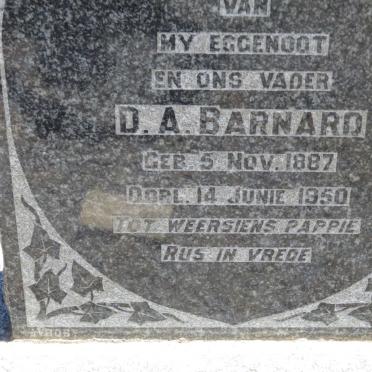 VAN
MY EGGENOOT
EN ONS VADER
D. A. BARNARD
GEB. 5 NOV. 1887
OORL. 14 JUNIE 1950
TOT WEERSIENS PAPPIE
RUS IN VREDE